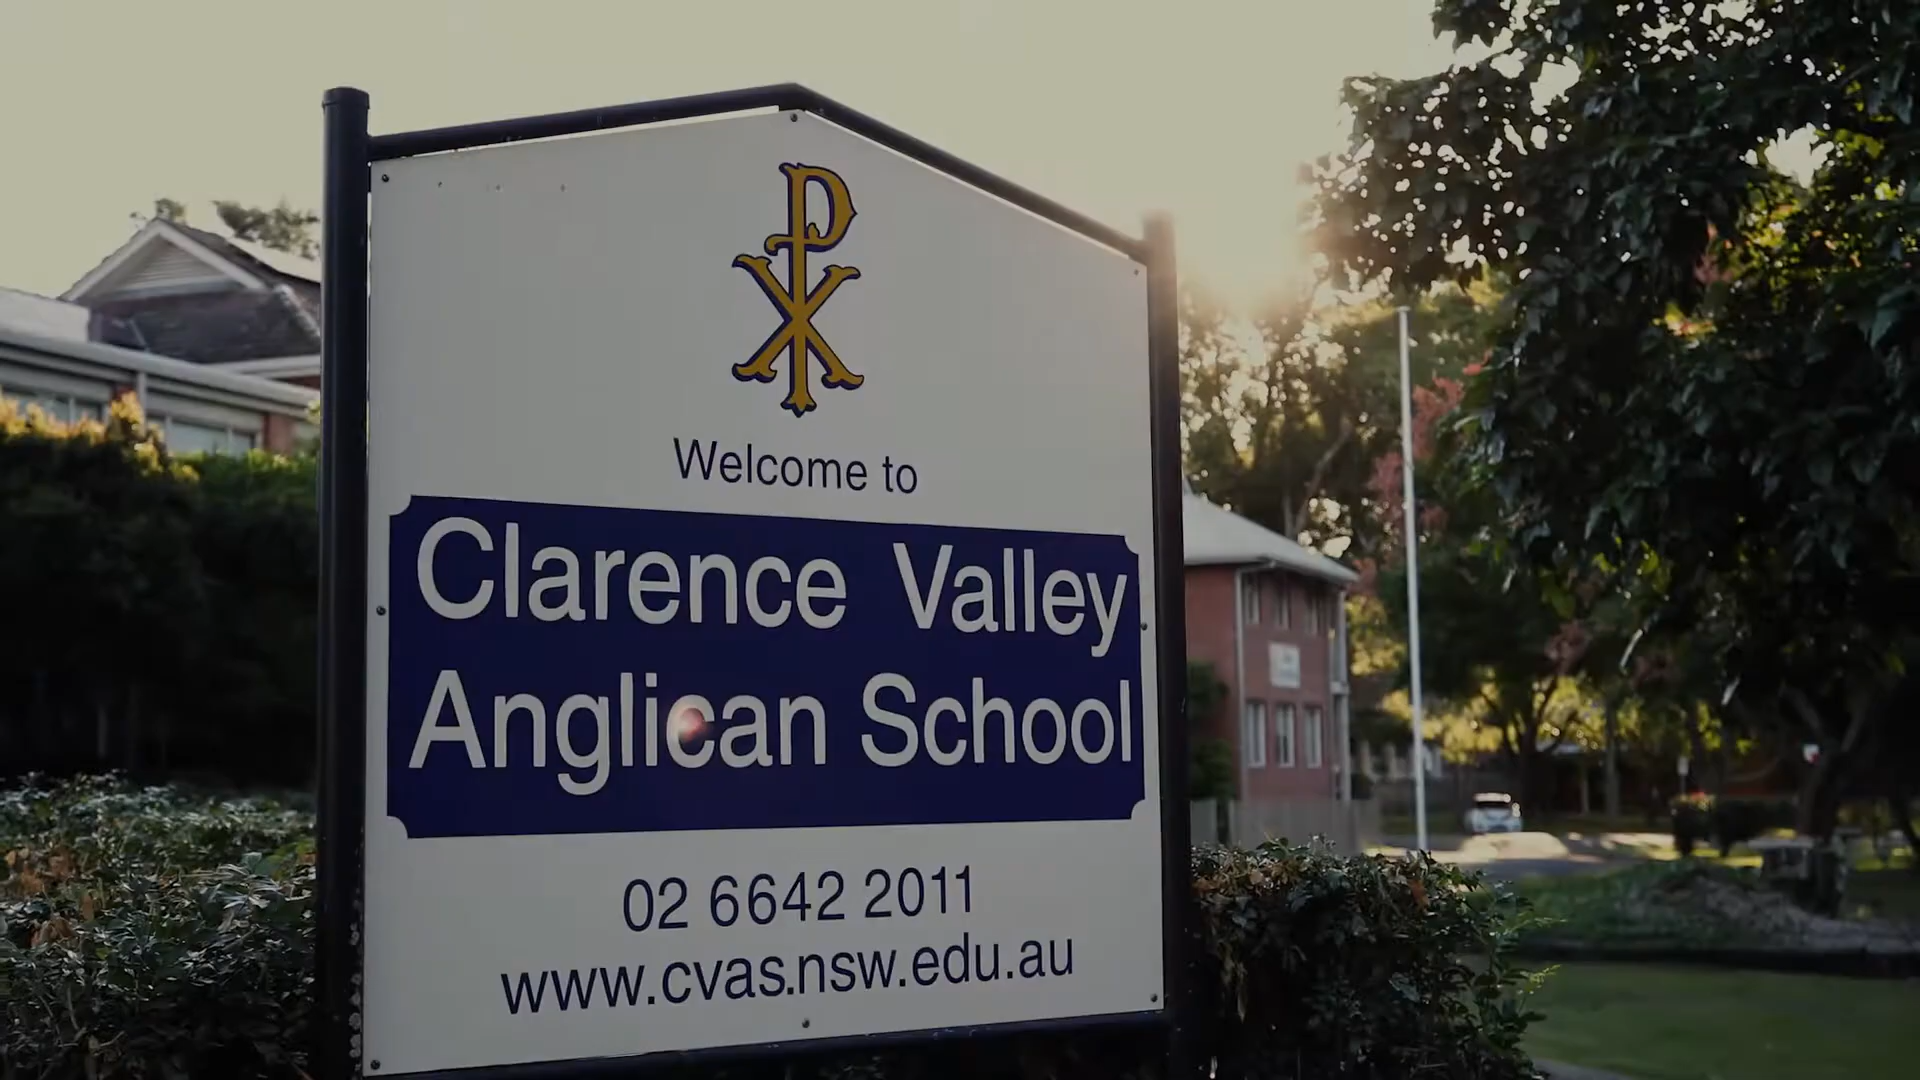 Welcome to
Clarence Valley
Anglican School
02 6642 2011
www.cvas.nsw.edu.au